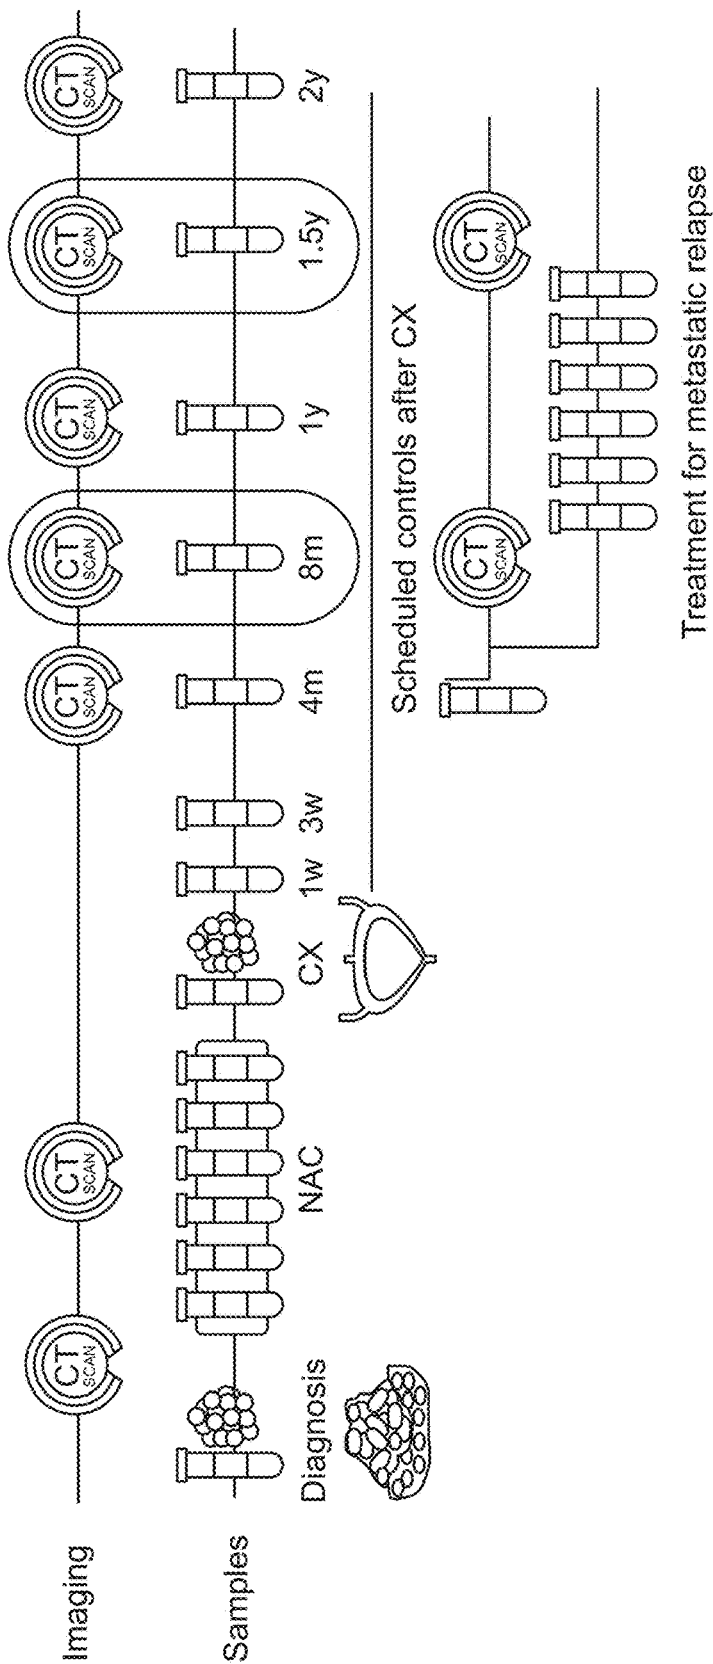 Imaging
CT
SCAN
CT
SCAN
CT
SCAN
CT
SCAN
CT
SCAN
CT
SCAN
CT
SCAN
Samples
Diagnosis
NAC
CX
1w
3w
4m
8m
1y
1.5y
2y
Scheduled controls after CX
CT
SCAN
CT
SCAN
Treatment for metastatic relapse